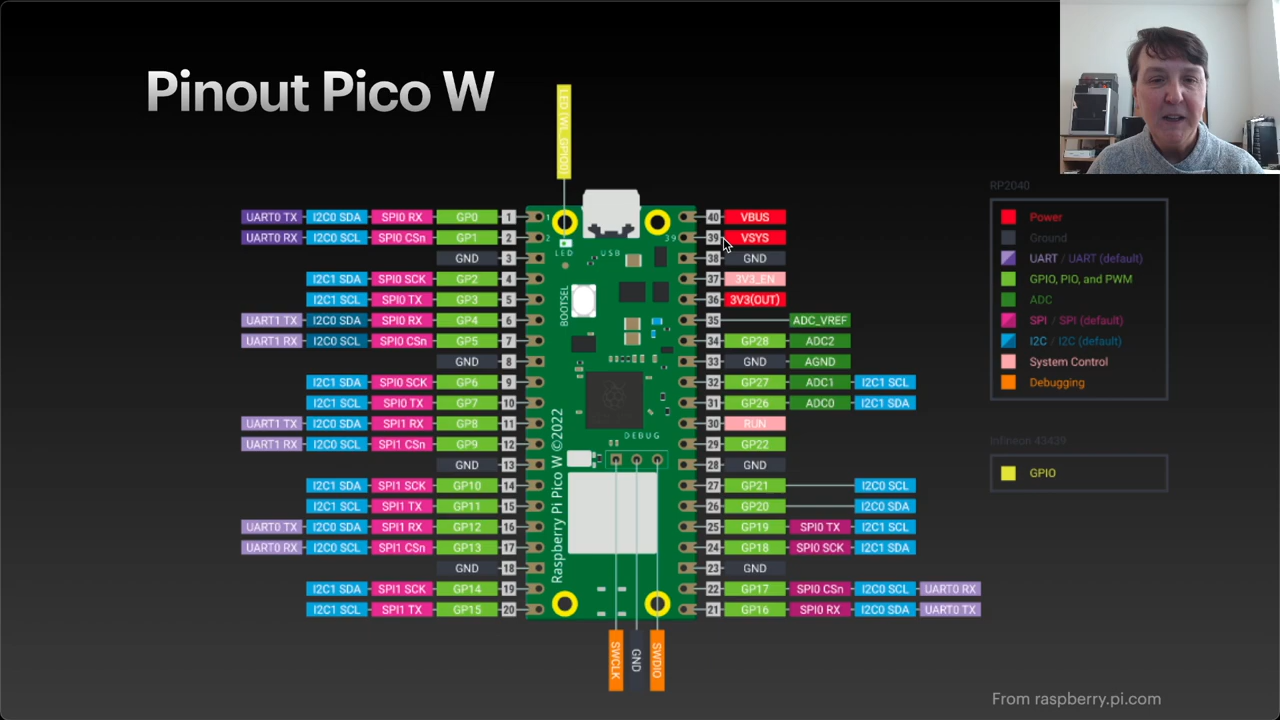 Pinout Pico W
LED (WL_GPIO0)
RP2040
Power
Ground
UART / UART (default)
GPIO, PIO, and PWM
ADC
SPI / SPI (default)
I2C / I2C (default)
System Control
Debugging
Infineon 43439
GPIO
UART0 TX I2C0 SDA SPI0 RX GP0 1 1 40 VBUS
UART0 RX I2C0 SCL SPI0 CSn GP1 2 2 39 39 VSYS
GND 3 LED USB 38 GND
I2C1 SDA SPI0 SCK GP2 4 37 3V3_EN
I2C1 SCL SPI0 TX GP3 5 BOOTSEL 36 3V3(OUT)
UART1 TX I2C0 SDA SPI0 RX GP4 6 35 ADC_VREF
UART1 RX I2C0 SCL SPI0 CSn GP5 7 34 GP28 ADC2
GND 8 33 GND AGND
I2C1 SDA SPI0 SCK GP6 9 32 GP27 ADC1 I2C1 SCL
I2C1 SCL SPI0 TX GP7 10 31 GP26 ADC0 I2C1 SDA
UART1 TX I2C0 SDA SPI1 RX GP8 11 30 RUN
UART1 RX I2C0 SCL SPI1 CSn GP9 12 DEBUG 29 GP22
GND 13 28 GND
I2C1 SDA SPI1 SCK GP10 14 27 GP21 I2C0 SCL
I2C1 SCL SPI1 TX GP11 15 26 GP20 I2C0 SDA
UART0 TX I2C0 SDA SPI1 RX GP12 16 25 GP19 SPI0 TX I2C1 SCL
UART0 RX I2C0 SCL SPI1 CSn GP13 17 24 GP18 SPI0 SCK I2C1 SDA
GND 18 23 GND
I2C1 SDA SPI1 SCK GP14 19 22 GP17 SPI0 CSn I2C0 SCL UART0 RX
I2C1 SCL SPI1 TX GP15 20 21 GP16 SPI0 RX I2C0 SDA UART0 TX
Raspberry Pi Pico W ©2022
SWCLK
GND
SWDIO
From raspberry.pi.com